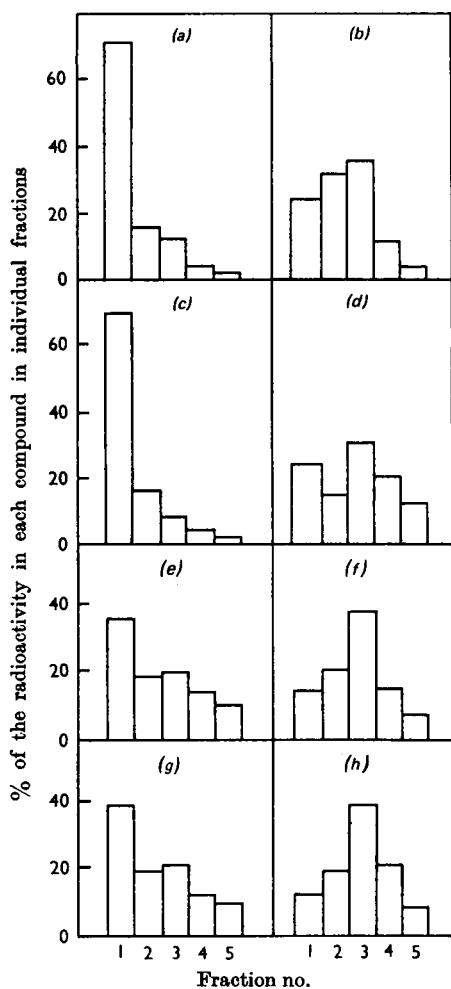 % of the radioactivity in each compound in individual fractions
(a)
(b)
60
40
20
0
(c)
(d)
60
40
20
0
(e)
(f)
40
20
0
(g)
(h)
40
20
0
1 2 3 4 5 1 2 3 4 5
Fraction no.